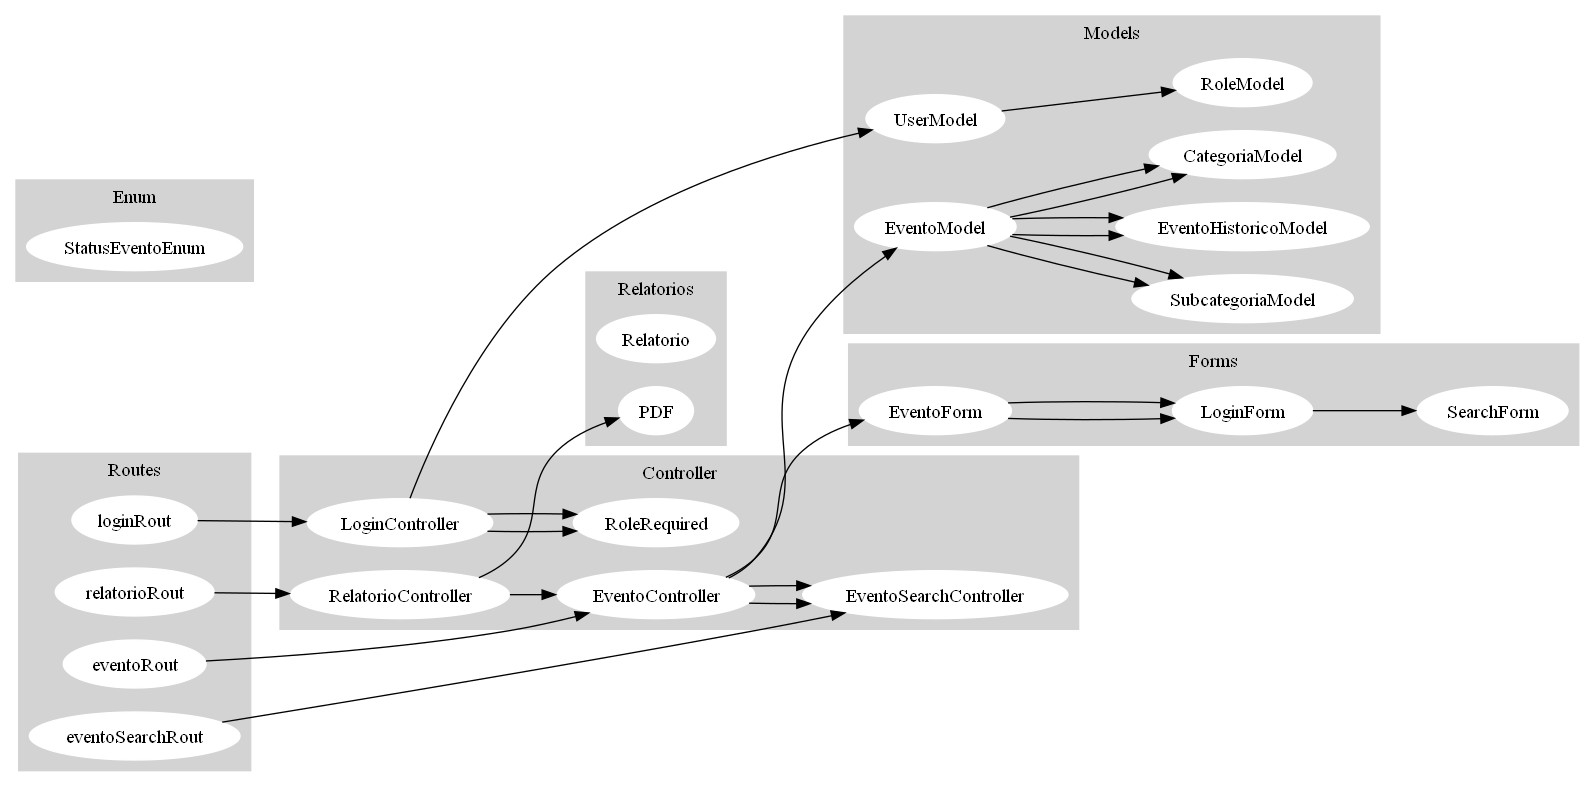 Models
RoleModel
UserModel
CategoriaModel
EventoModel
EventoHistoricoModel
SubcategoriaModel
Enum
StatusEventoEnum
Relatorios
Relatorio
PDF
Forms
EventoForm
LoginForm
SearchForm
Routes
loginRout
relatorioRout
eventoRout
eventoSearchRout
Controller
LoginController
RoleRequired
RelatorioController
EventoController
EventoSearchController